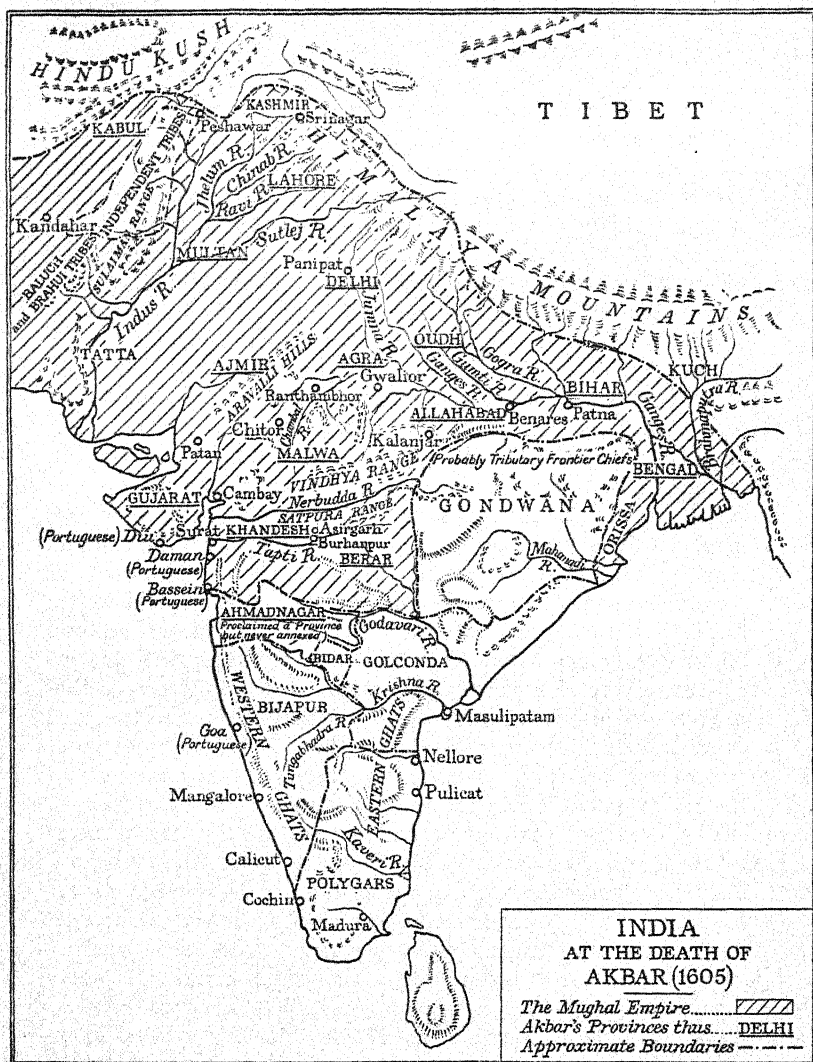 HINDU KUSH
TIBET
KABUL
Peshawar
KASHMIR
Srinagar
INDEPENDENT TRIBES
Jhelum R.
Chinab R.
LAHORE
Ravi R.
HIMALAYA MOUNTAINS
Kandahar
SULAIMAN RANGE
MULTAN
Sutlej R.
BALUCH
and BRAHUI TRIBES
Indus R.
Panipat
DELHI
Jumna R.
TATTA
OUDH
Gogra R.
Gumti R.
Ganges R.
KUCH
Brahmaputra R.
AJMIR
ARAVALLI HILLS
AGRA
Gwalior
BIHAR
Ranthambhor
ALLAHABAD
Benares
Patna
Ganges R.
Chitor
Chambal R.
Kalanjar
Patan
MALWA
VINDHYA RANGE
(Probably Tributary Frontier Chiefs)
BENGAL
GUJARAT
Cambay
Nerbudda R.
SATPURA RANGE
GONDWANA
ORISSA
(Portuguese) Diu
Surat
KHANDESH
Asirgarh
Burhanpur
Daman
(Portuguese)
Tapti R.
BERAR
Mahanadi
R.
Bassein
(Portuguese)
AHMADNAGAR
(Proclaimed a Province
but never annexed)
Godavari R.
BIDAR
GOLCONDA
WESTERN GHATS
BIJAPUR
Krishna R.
Masulipatam
Goa
(Portuguese)
Tungabhadra R.
EASTERN GHATS
Nellore
Mangalore
Pulicat
Calicut
Kaveri R.
POLYGARS
Cochin
Madura
INDIA
AT THE DEATH OF
AKBAR (1605)
The Mughal Empire
Akbar's Provinces thus DELHI
Approximate Boundaries